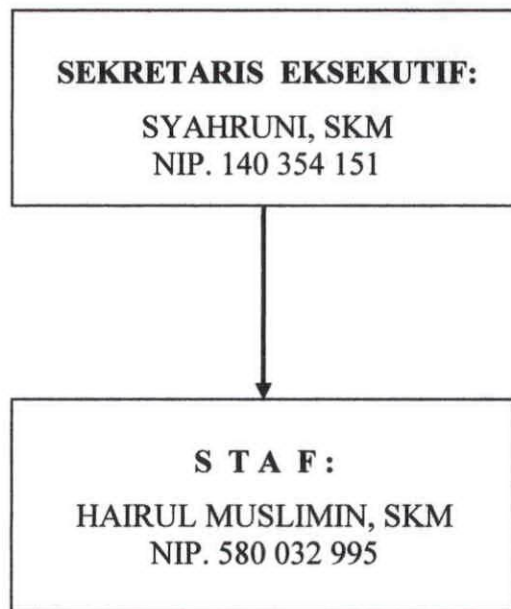 SEKRETARIS EKSEKUTIF:
SYAHRUNI, SKM
NIP. 140 354 151
S T A F :
HAIRUL MUSLIMIN, SKM
NIP. 580 032 995